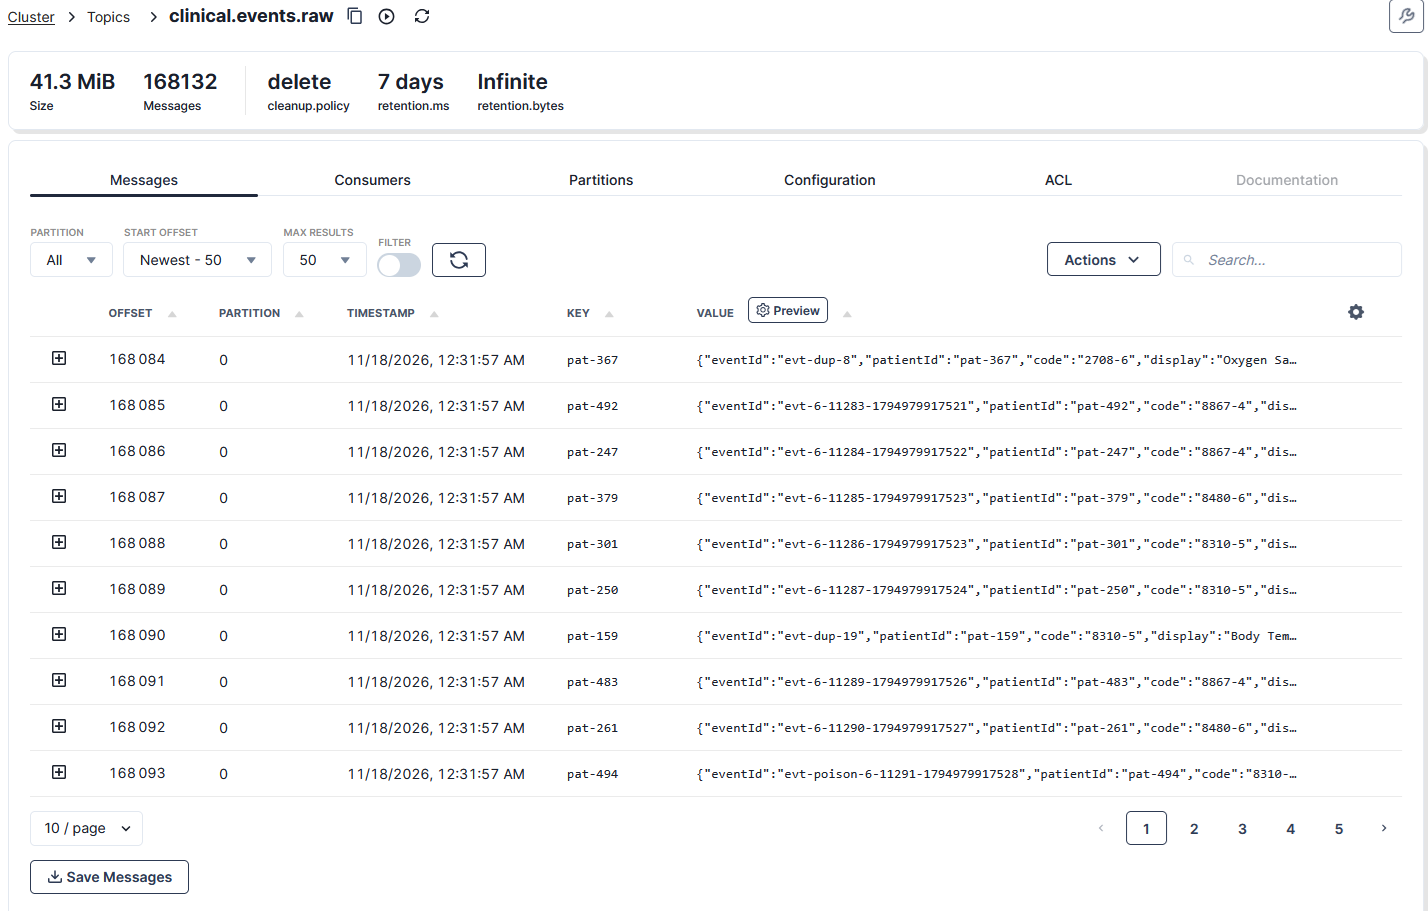 Cluster > Topics > clinical.events.raw
41.3 MiB 168132 delete 7 days Infinite
Size Messages cleanup.policy retention.ms retention.bytes
Messages Consumers Partitions Configuration ACL Documentation
PARTITION START OFFSET MAX RESULTS FILTER
All Newest - 50 50 Actions Search...
OFFSET PARTITION TIMESTAMP KEY VALUE Preview
168 084 0 11/18/2026, 12:31:57 AM pat-367 {"eventId":"evt-dup-8","patientId":"pat-367","code":"2708-6","display":"Oxygen Sa…
168 085 0 11/18/2026, 12:31:57 AM pat-492 {"eventId":"evt-6-11283-1794979917521","patientId":"pat-492","code":"8867-4","dis…
168 086 0 11/18/2026, 12:31:57 AM pat-247 {"eventId":"evt-6-11284-1794979917522","patientId":"pat-247","code":"8867-4","dis…
168 087 0 11/18/2026, 12:31:57 AM pat-379 {"eventId":"evt-6-11285-1794979917523","patientId":"pat-379","code":"8480-6","dis…
168 088 0 11/18/2026, 12:31:57 AM pat-301 {"eventId":"evt-6-11286-1794979917523","patientId":"pat-301","code":"8310-5","dis…
168 089 0 11/18/2026, 12:31:57 AM pat-250 {"eventId":"evt-6-11287-1794979917524","patientId":"pat-250","code":"8310-5","dis…
168 090 0 11/18/2026, 12:31:57 AM pat-159 {"eventId":"evt-dup-19","patientId":"pat-159","code":"8310-5","display":"Body Tem…
168 091 0 11/18/2026, 12:31:57 AM pat-483 {"eventId":"evt-6-11289-1794979917526","patientId":"pat-483","code":"8867-4","dis…
168 092 0 11/18/2026, 12:31:57 AM pat-261 {"eventId":"evt-6-11290-1794979917527","patientId":"pat-261","code":"8480-6","dis…
168 093 0 11/18/2026, 12:31:57 AM pat-494 {"eventId":"evt-poison-6-11291-1794979917528","patientId":"pat-494","code":"8310-…
10 / page 1 2 3 4 5
Save Messages